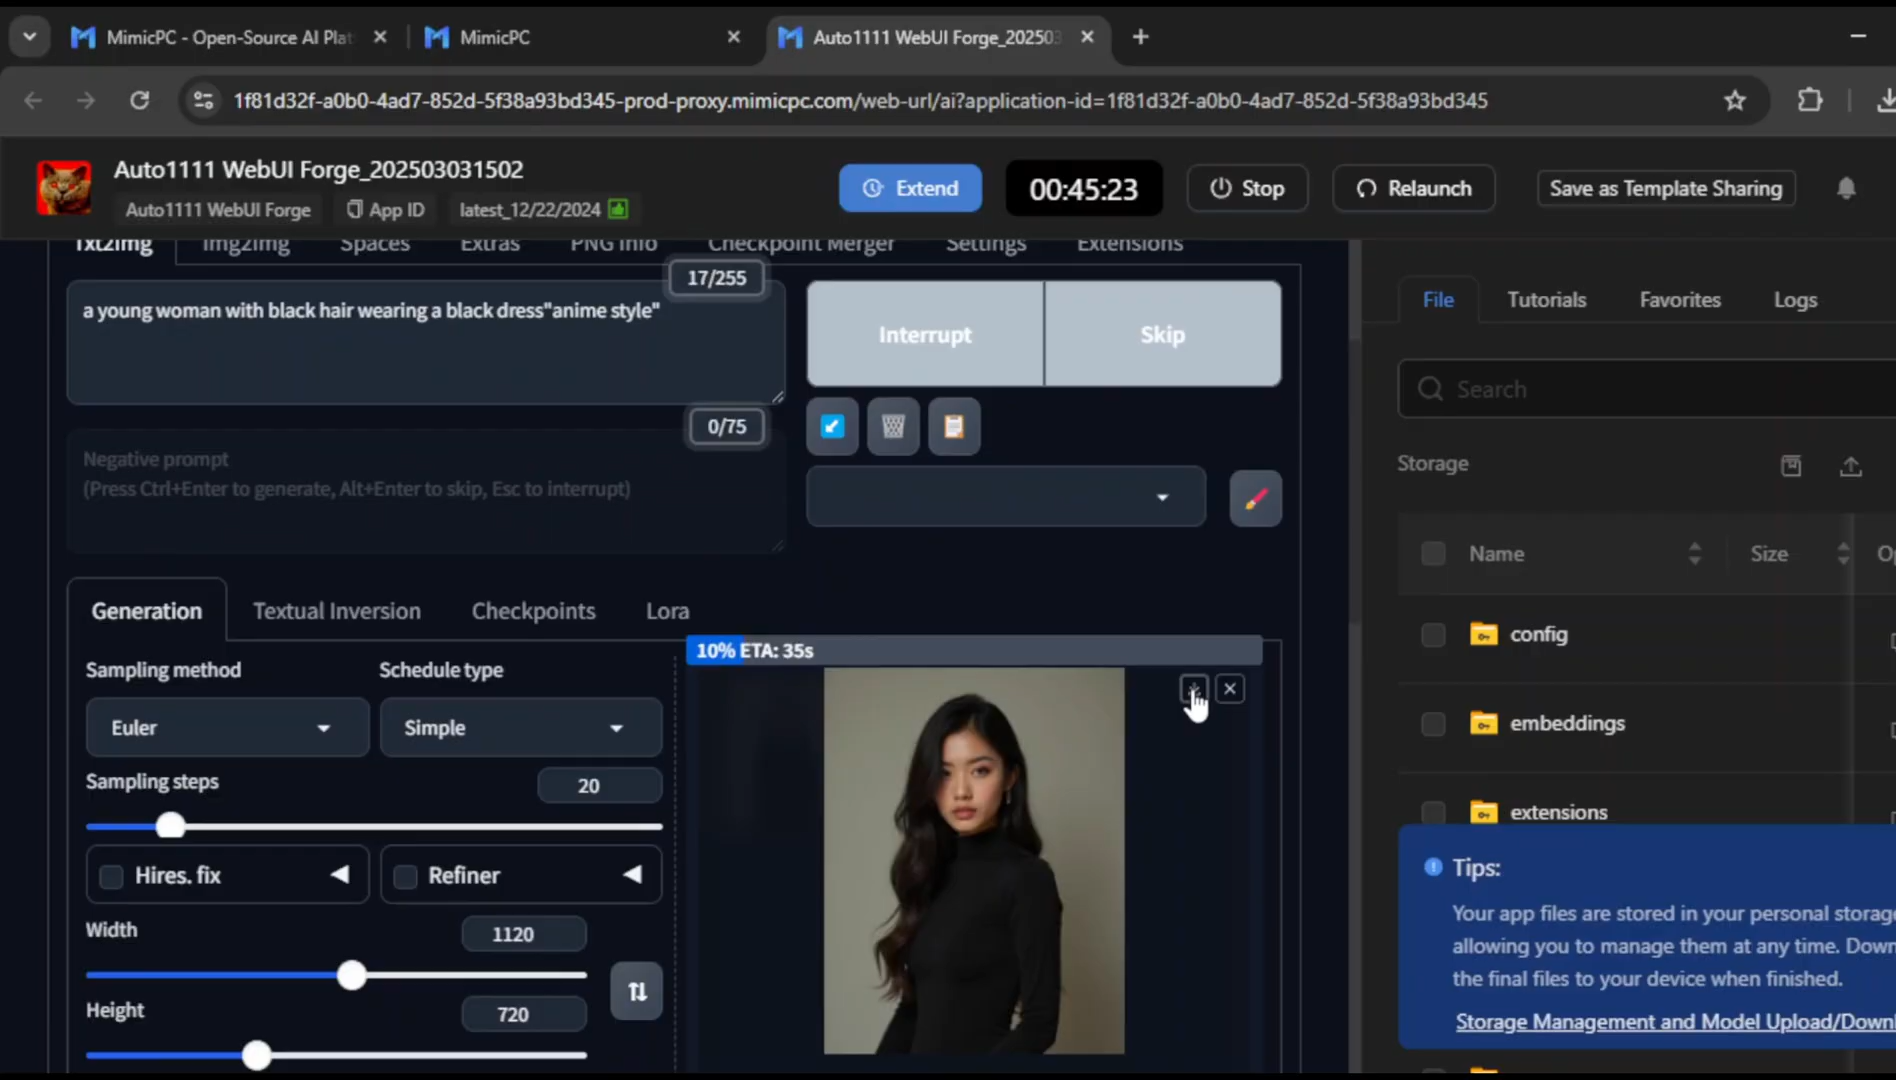 MimicPC - Open-Source AI Plat
MimicPC
Auto1111 WebUI Forge_202503
1f81d32f-a0b0-4ad7-852d-5f38a93bd345-prod-proxy.mimicpc.com/web-url/ai?application-id=1f81d32f-a0b0-4ad7-852d-5f38a93bd345
Auto1111 WebUI Forge_202503031502
Auto1111 WebUI Forge
App ID
latest_12/22/2024
Extend
00:45:23
Stop
Relaunch
Save as Template Sharing
Txt2img
Img2img
Spaces
Extras
PNG Info
Checkpoint Merger
Settings
Extensions
17/255
a young woman with black hair wearing a black dress"anime style"
Interrupt
Skip
0/75
Negative prompt
(Press Ctrl+Enter to generate, Alt+Enter to skip, Esc to interrupt)
Generation
Textual Inversion
Checkpoints
Lora
10% ETA: 35s
Sampling method
Schedule type
Euler
Simple
Sampling steps
20
Hires. fix
Refiner
Width
1120
Height
720
File
Tutorials
Favorites
Logs
Search
Storage
Name
Size
Op
config
embeddings
extensions
Tips:
Your app files are stored in your personal storage
allowing you to manage them at any time. Down
the final files to your device when finished.
Storage Management and Model Upload/Downl